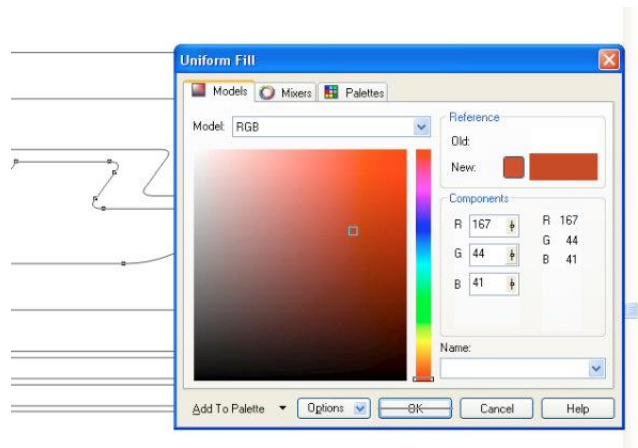 Uniform Fill
Models Mixers Palettes
Model: RGB
Reference
Old:
New:
Components
R 167 R 167
G 44 G 44
B 41 B 41
Name:
Add To Palette Options OK Cancel Help